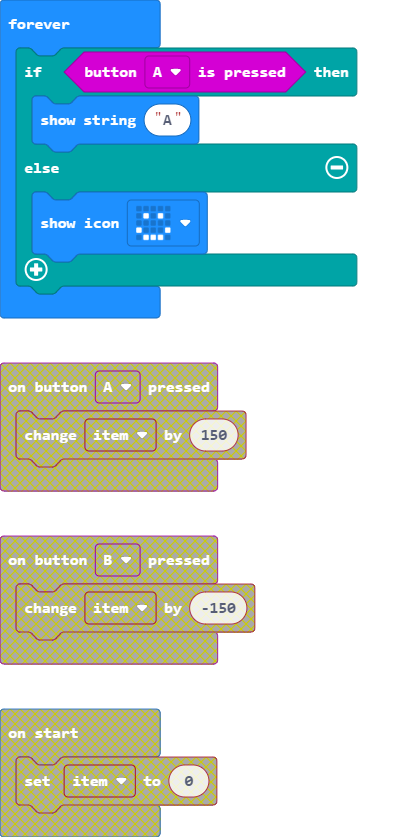 forever
if button A is pressed then
show string "A"
else
show icon
on button A pressed
change item by 150
on button B pressed
change item by -150
on start
set item to 0